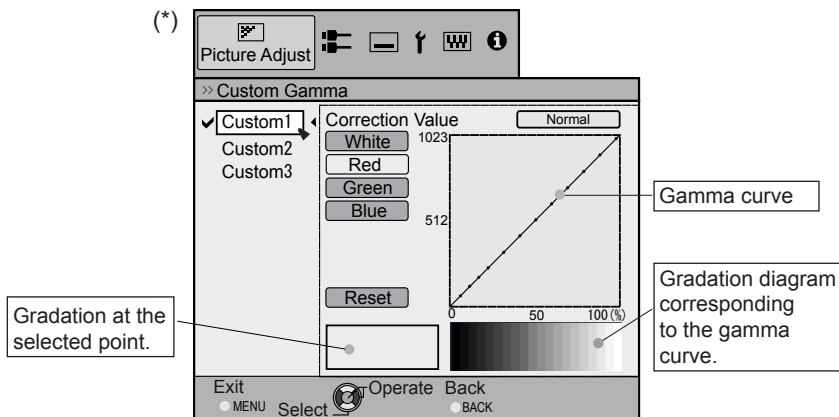 (*)
Picture Adjust
>> Custom Gamma
Custom1
Custom2
Custom3
Correction Value
Normal
White
Red
Green
Blue
Reset
1023
512
0 50 100 (%)
Gamma curve
Gradation diagram
corresponding
to the gamma
curve.
Gradation at the
selected point.
Exit
MENU
Select
Operate
Back
BACK